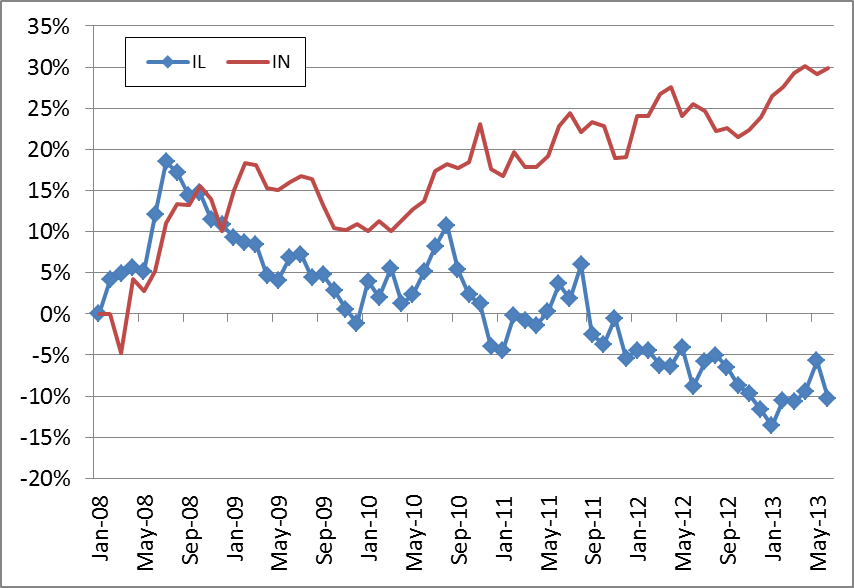 35%
30%
25%
20%
15%
10%
5%
0%
-5%
-10%
-15%
-20%
IL IN
Jan-08
May-08
Sep-08
Jan-09
May-09
Sep-09
Jan-10
May-10
Sep-10
Jan-11
May-11
Sep-11
Jan-12
May-12
Sep-12
Jan-13
May-13